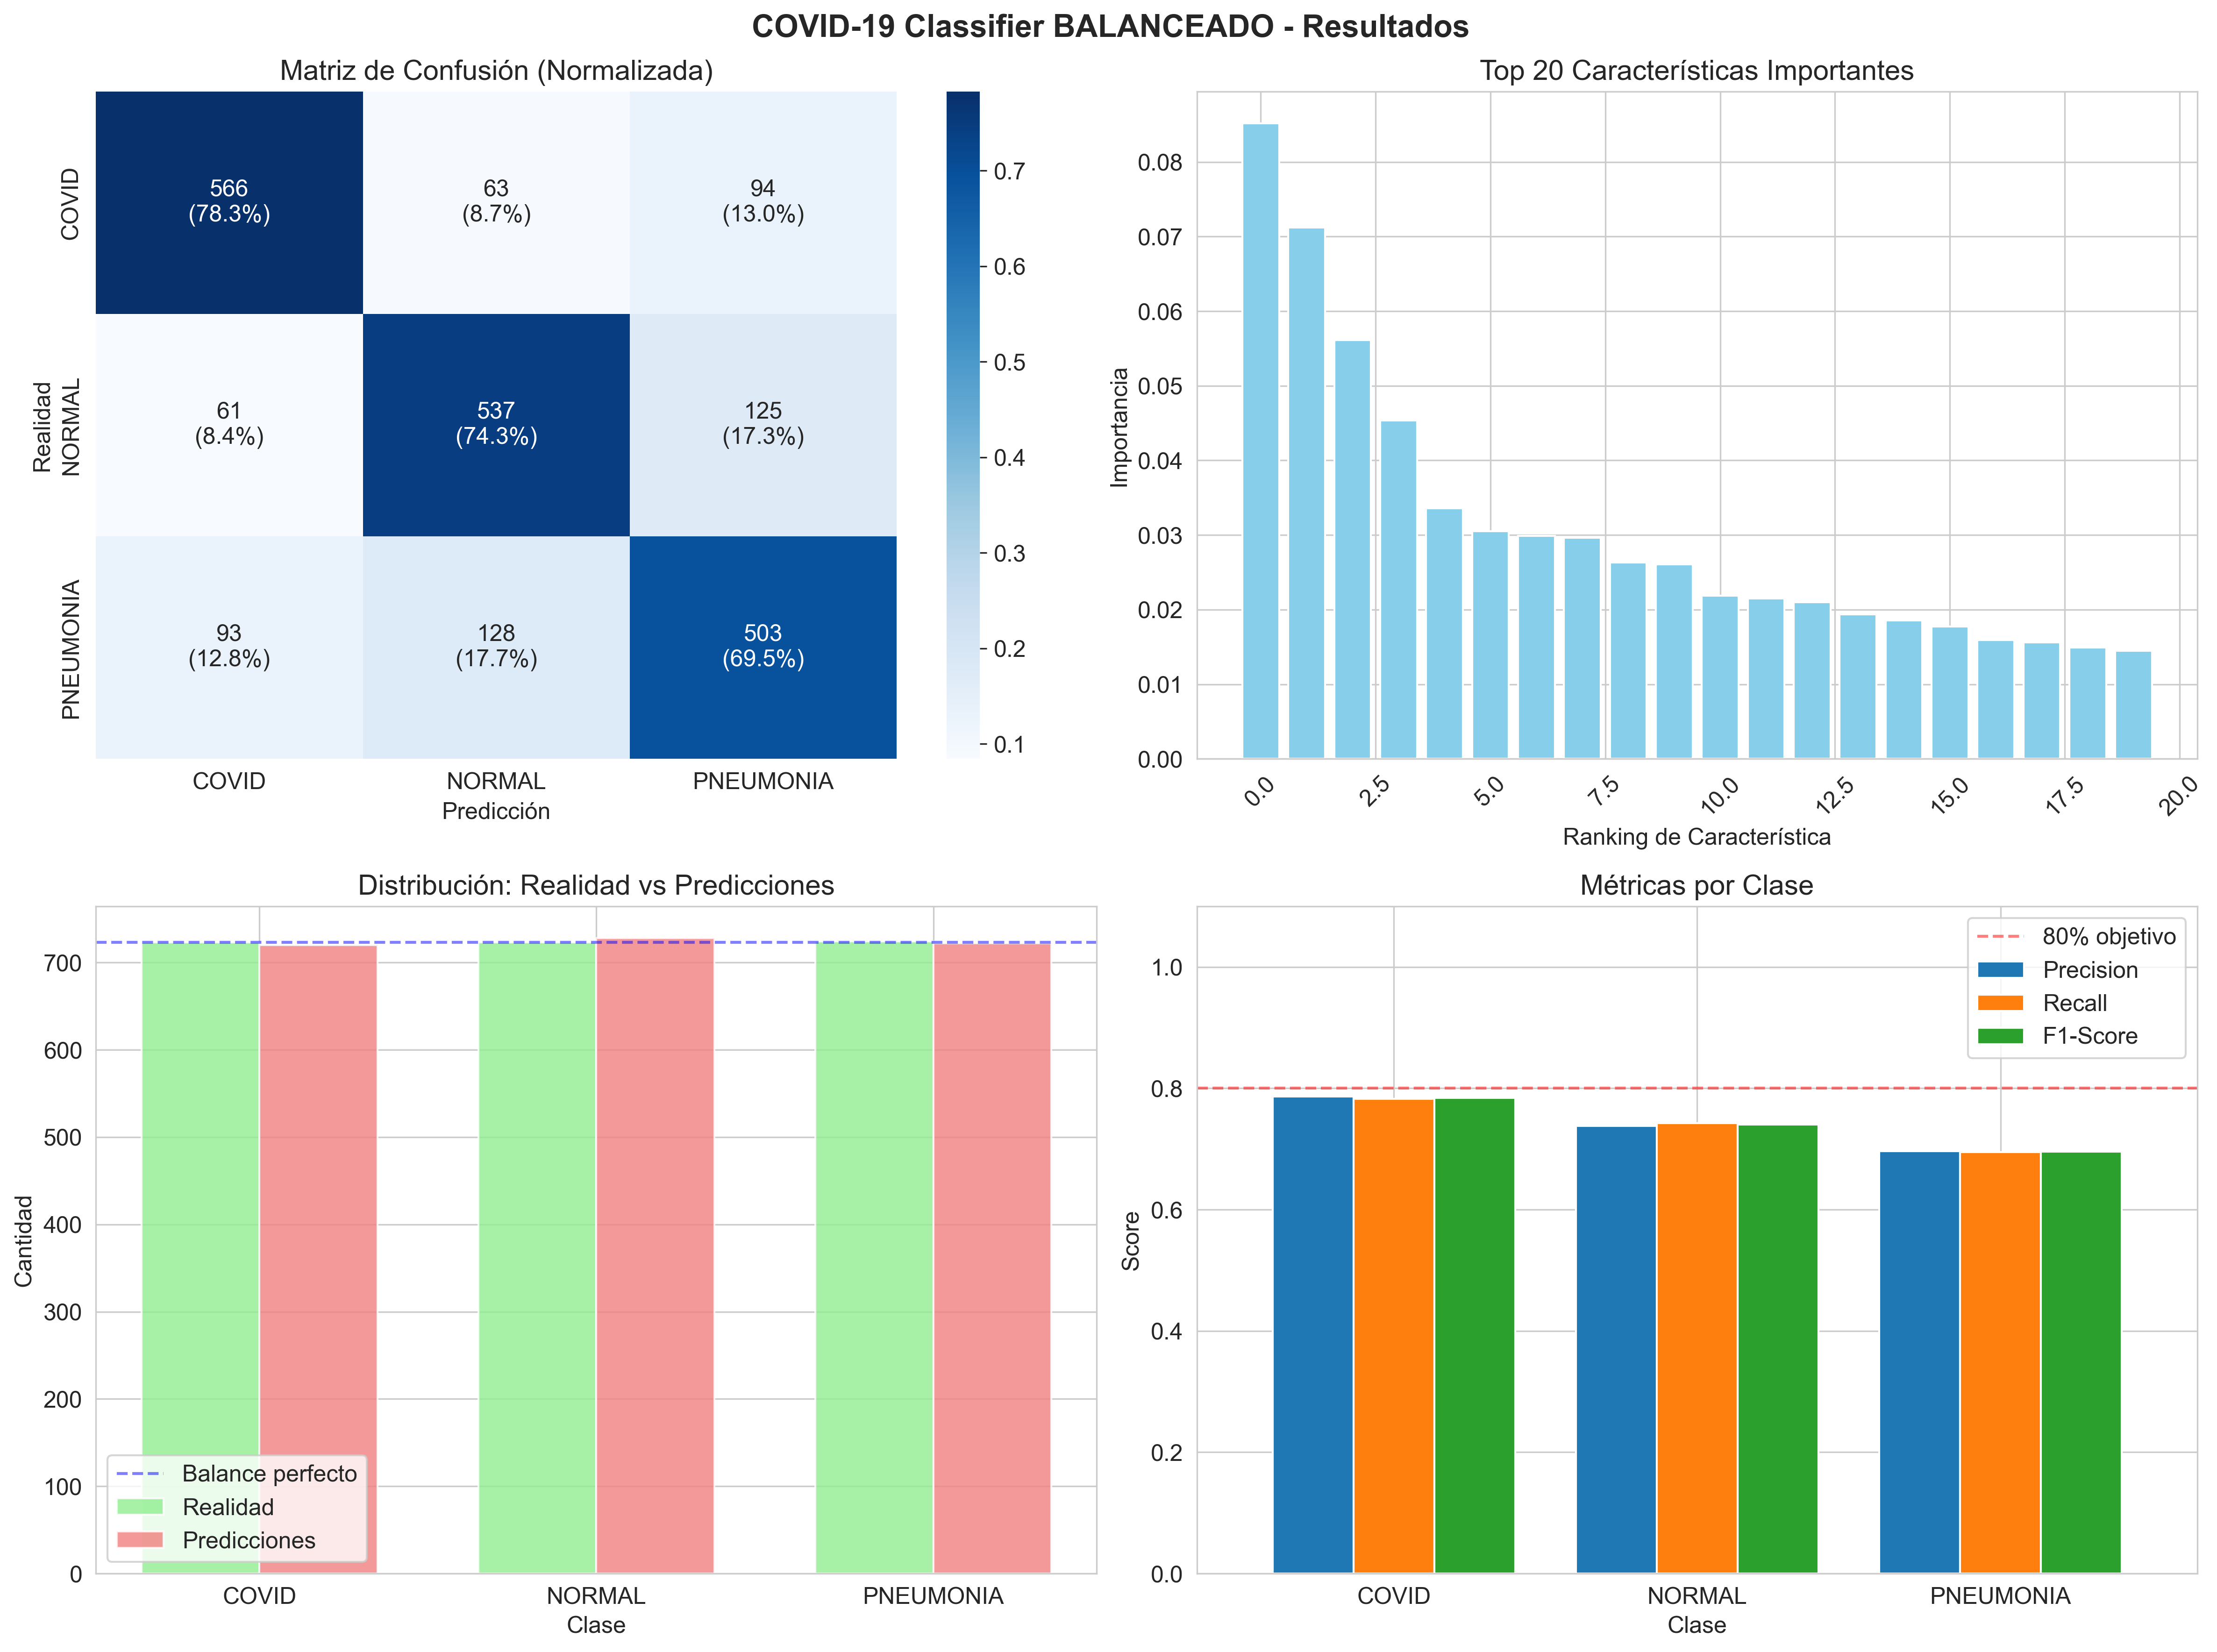 COVID-19 Classifier BALANCEADO - Resultados
Matriz de Confusión (Normalizada)
COVID
NORMAL
PNEUMONIA
Realidad
566
(78.3%)
63
(8.7%)
94
(13.0%)
61
(8.4%)
537
(74.3%)
125
(17.3%)
93
(12.8%)
128
(17.7%)
503
(69.5%)
COVID
NORMAL
PNEUMONIA
Predicción
0.7
0.6
0.5
0.4
0.3
0.2
0.1
Top 20 Características Importantes
Importancia
0.08
0.07
0.06
0.05
0.04
0.03
0.02
0.01
0.00
0.0
2.5
5.0
7.5
10.0
12.5
15.0
17.5
20.0
Ranking de Característica
Distribución: Realidad vs Predicciones
Cantidad
700
600
500
400
300
200
100
0
Balance perfecto
Realidad
Predicciones
COVID
NORMAL
PNEUMONIA
Clase
Métricas por Clase
Score
1.0
0.8
0.6
0.4
0.2
0.0
80% objetivo
Precision
Recall
F1-Score
COVID
NORMAL
PNEUMONIA
Clase